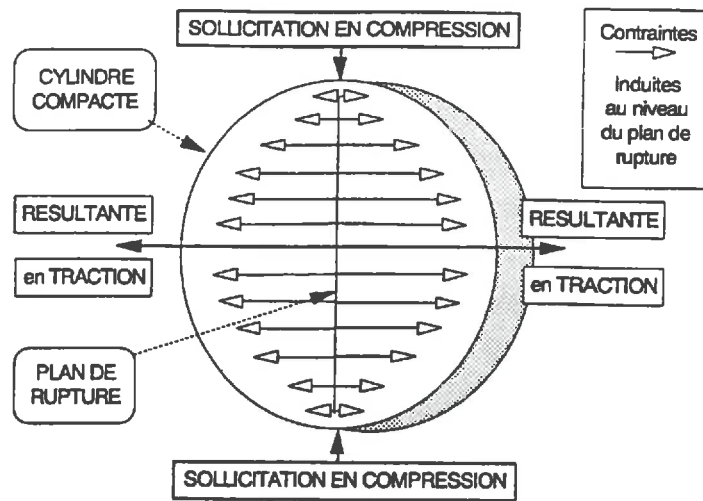 SOLLICITATION EN COMPRESSION
Contraintes
Induites
au niveau
du plan de
rupture
CYLINDRE
COMPACTE
RESULTANTE
en TRACTION
RESULTANTE
en TRACTION
PLAN DE
RUPTURE
SOLLICITATION EN COMPRESSION